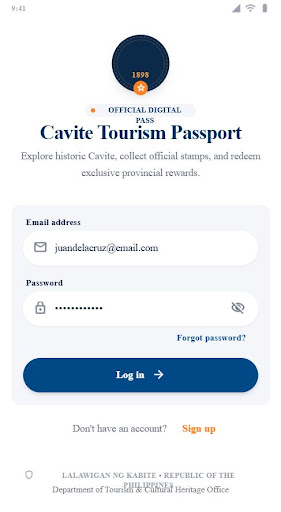 9:41
1898
OFFICIAL DIGITAL
PASS
Cavite Tourism Passport
Explore historic Cavite, collect official stamps, and redeem
exclusive provincial rewards.
Email address
juandelacruz@email.com
Password
••••••••••••
Forgot password?
Log in →
Don't have an account? Sign up
LALAWIGAN NG KABITE • REPUBLIC OF THE
PHILIPPINES
Department of Tourism & Cultural Heritage Office